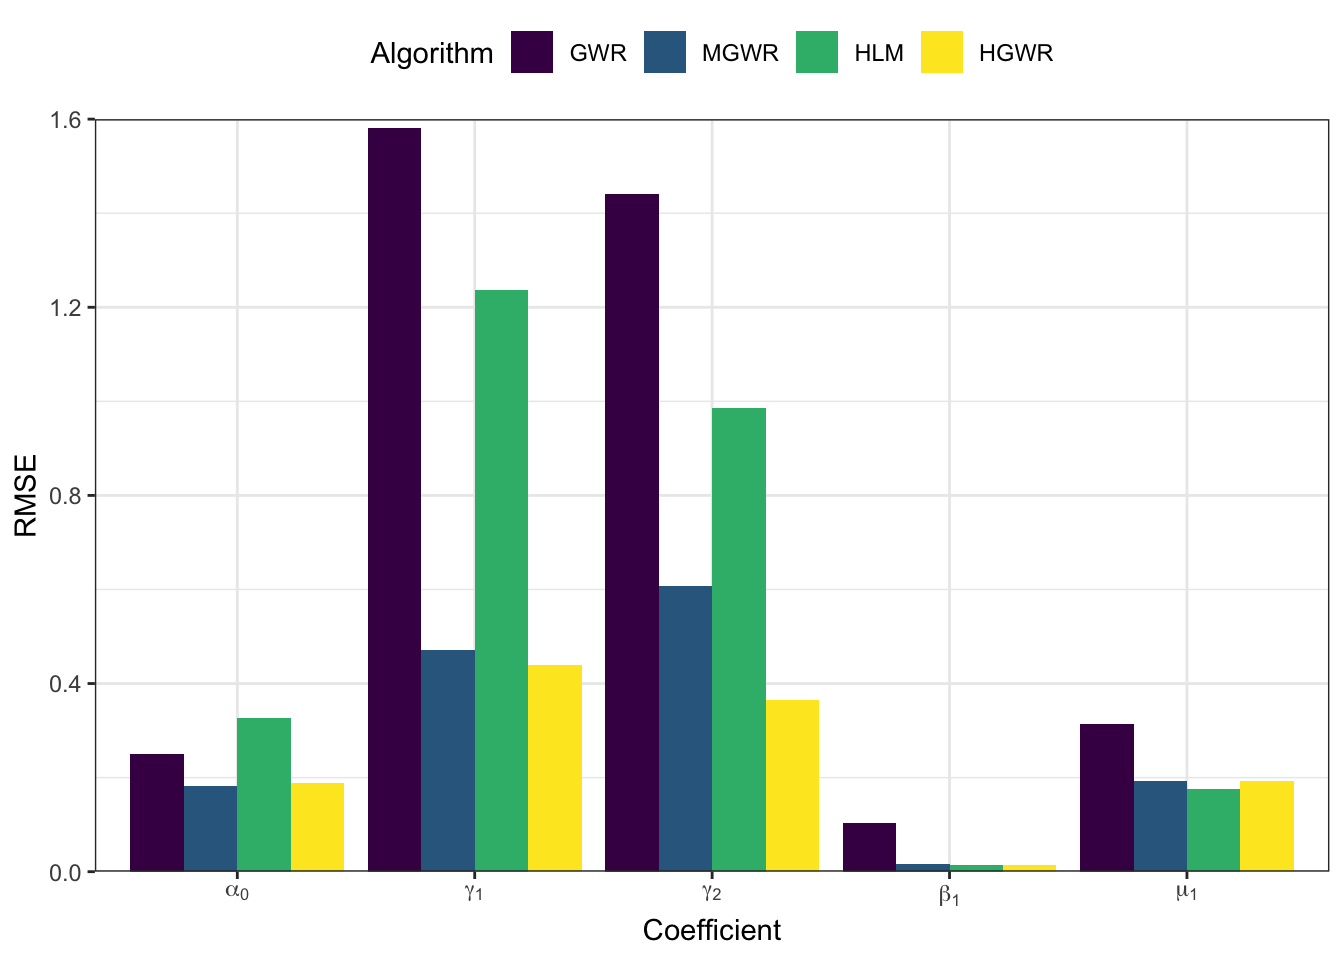 Algorithm GWR MGWR HLM HGWR
1.6
1.2
0.8
0.4
0.0
RMSE
α₀ γ₁ γ₂ β₁ μ₁
Coefficient